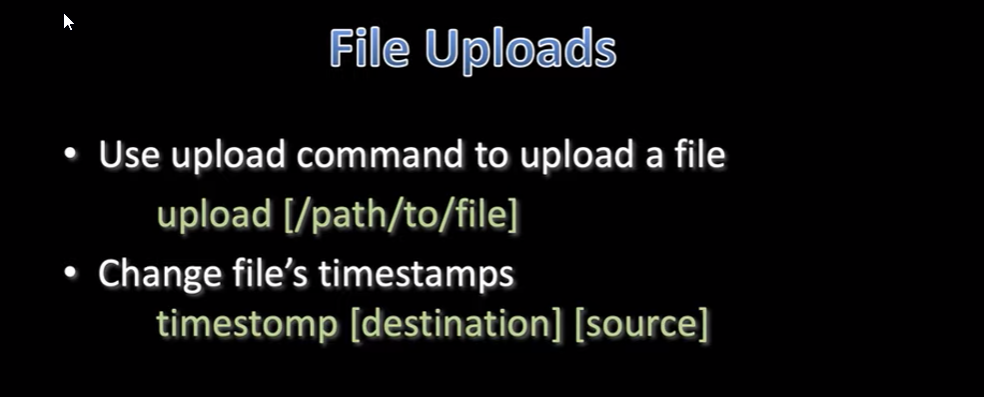 File Uploads
• Use upload command to upload a file
upload [/path/to/file]
• Change file's timestamps
timestomp [destination] [source]